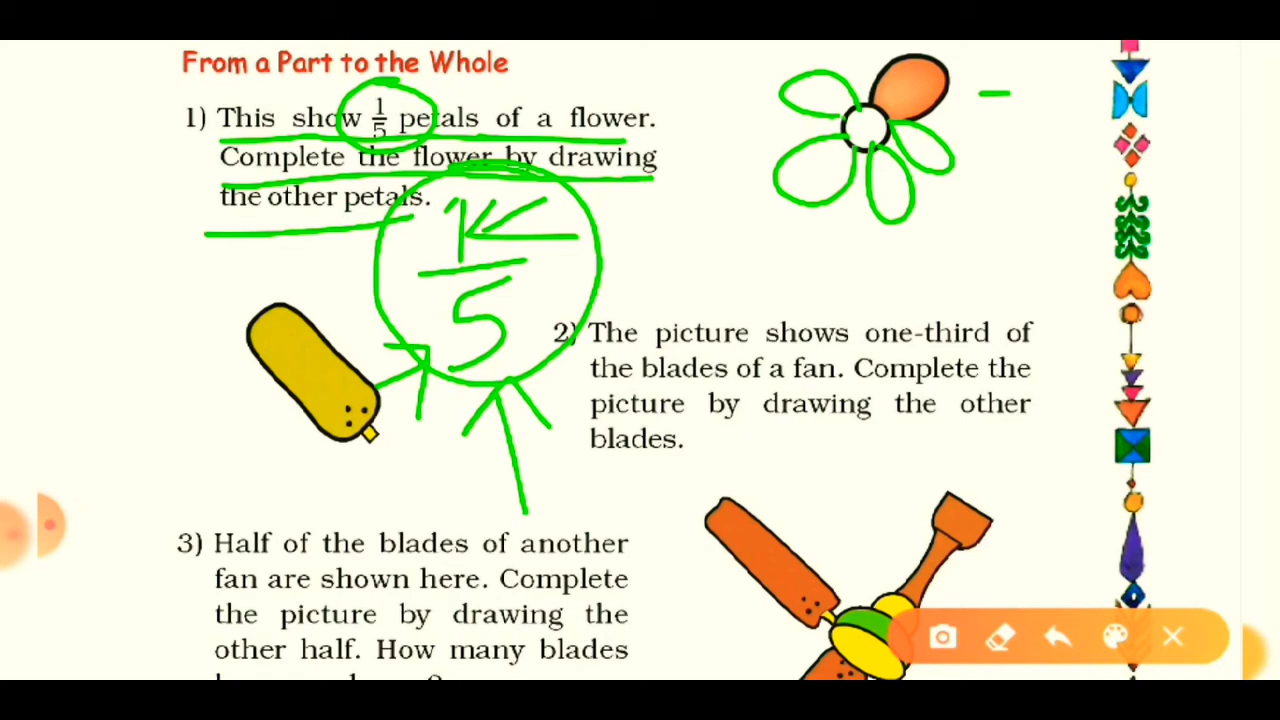 From a Part to the Whole
1) This show 1/5 petals of a flower.
Complete the flower by drawing
the other petals.
1
5
2) The picture shows one-third of
the blades of a fan. Complete the
picture by drawing the other
blades.
3) Half of the blades of another
fan are shown here. Complete
the picture by drawing the
other half. How many blades